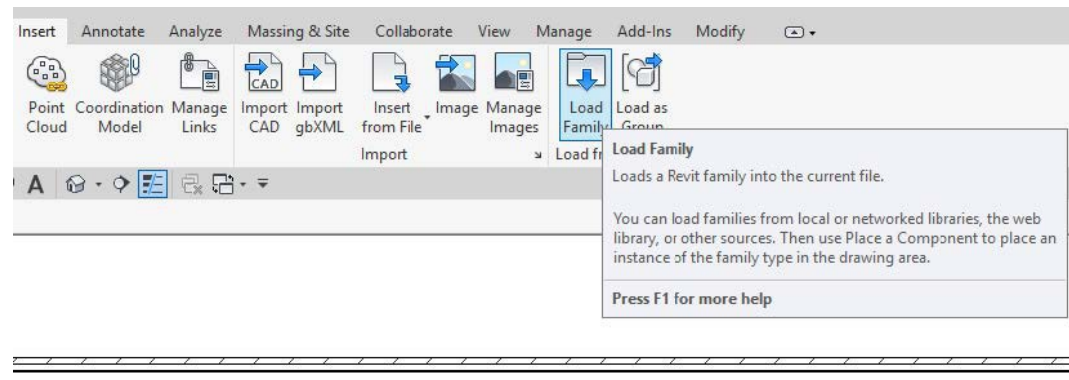 Insert Annotate Analyze Massing & Site Collaborate View Manage Add-Ins Modify
Point Coordination Manage Import Import Insert Image Manage Load Load as
Cloud Model Links CAD gbXML from File Images Family Group
CAD
Import Load fr
Load Family
Loads a Revit family into the current file.
A
You can load families from local or networked libraries, the web
library, or other sources. Then use Place a Component to place an
instance of the family type in the drawing area.
Press F1 for more help